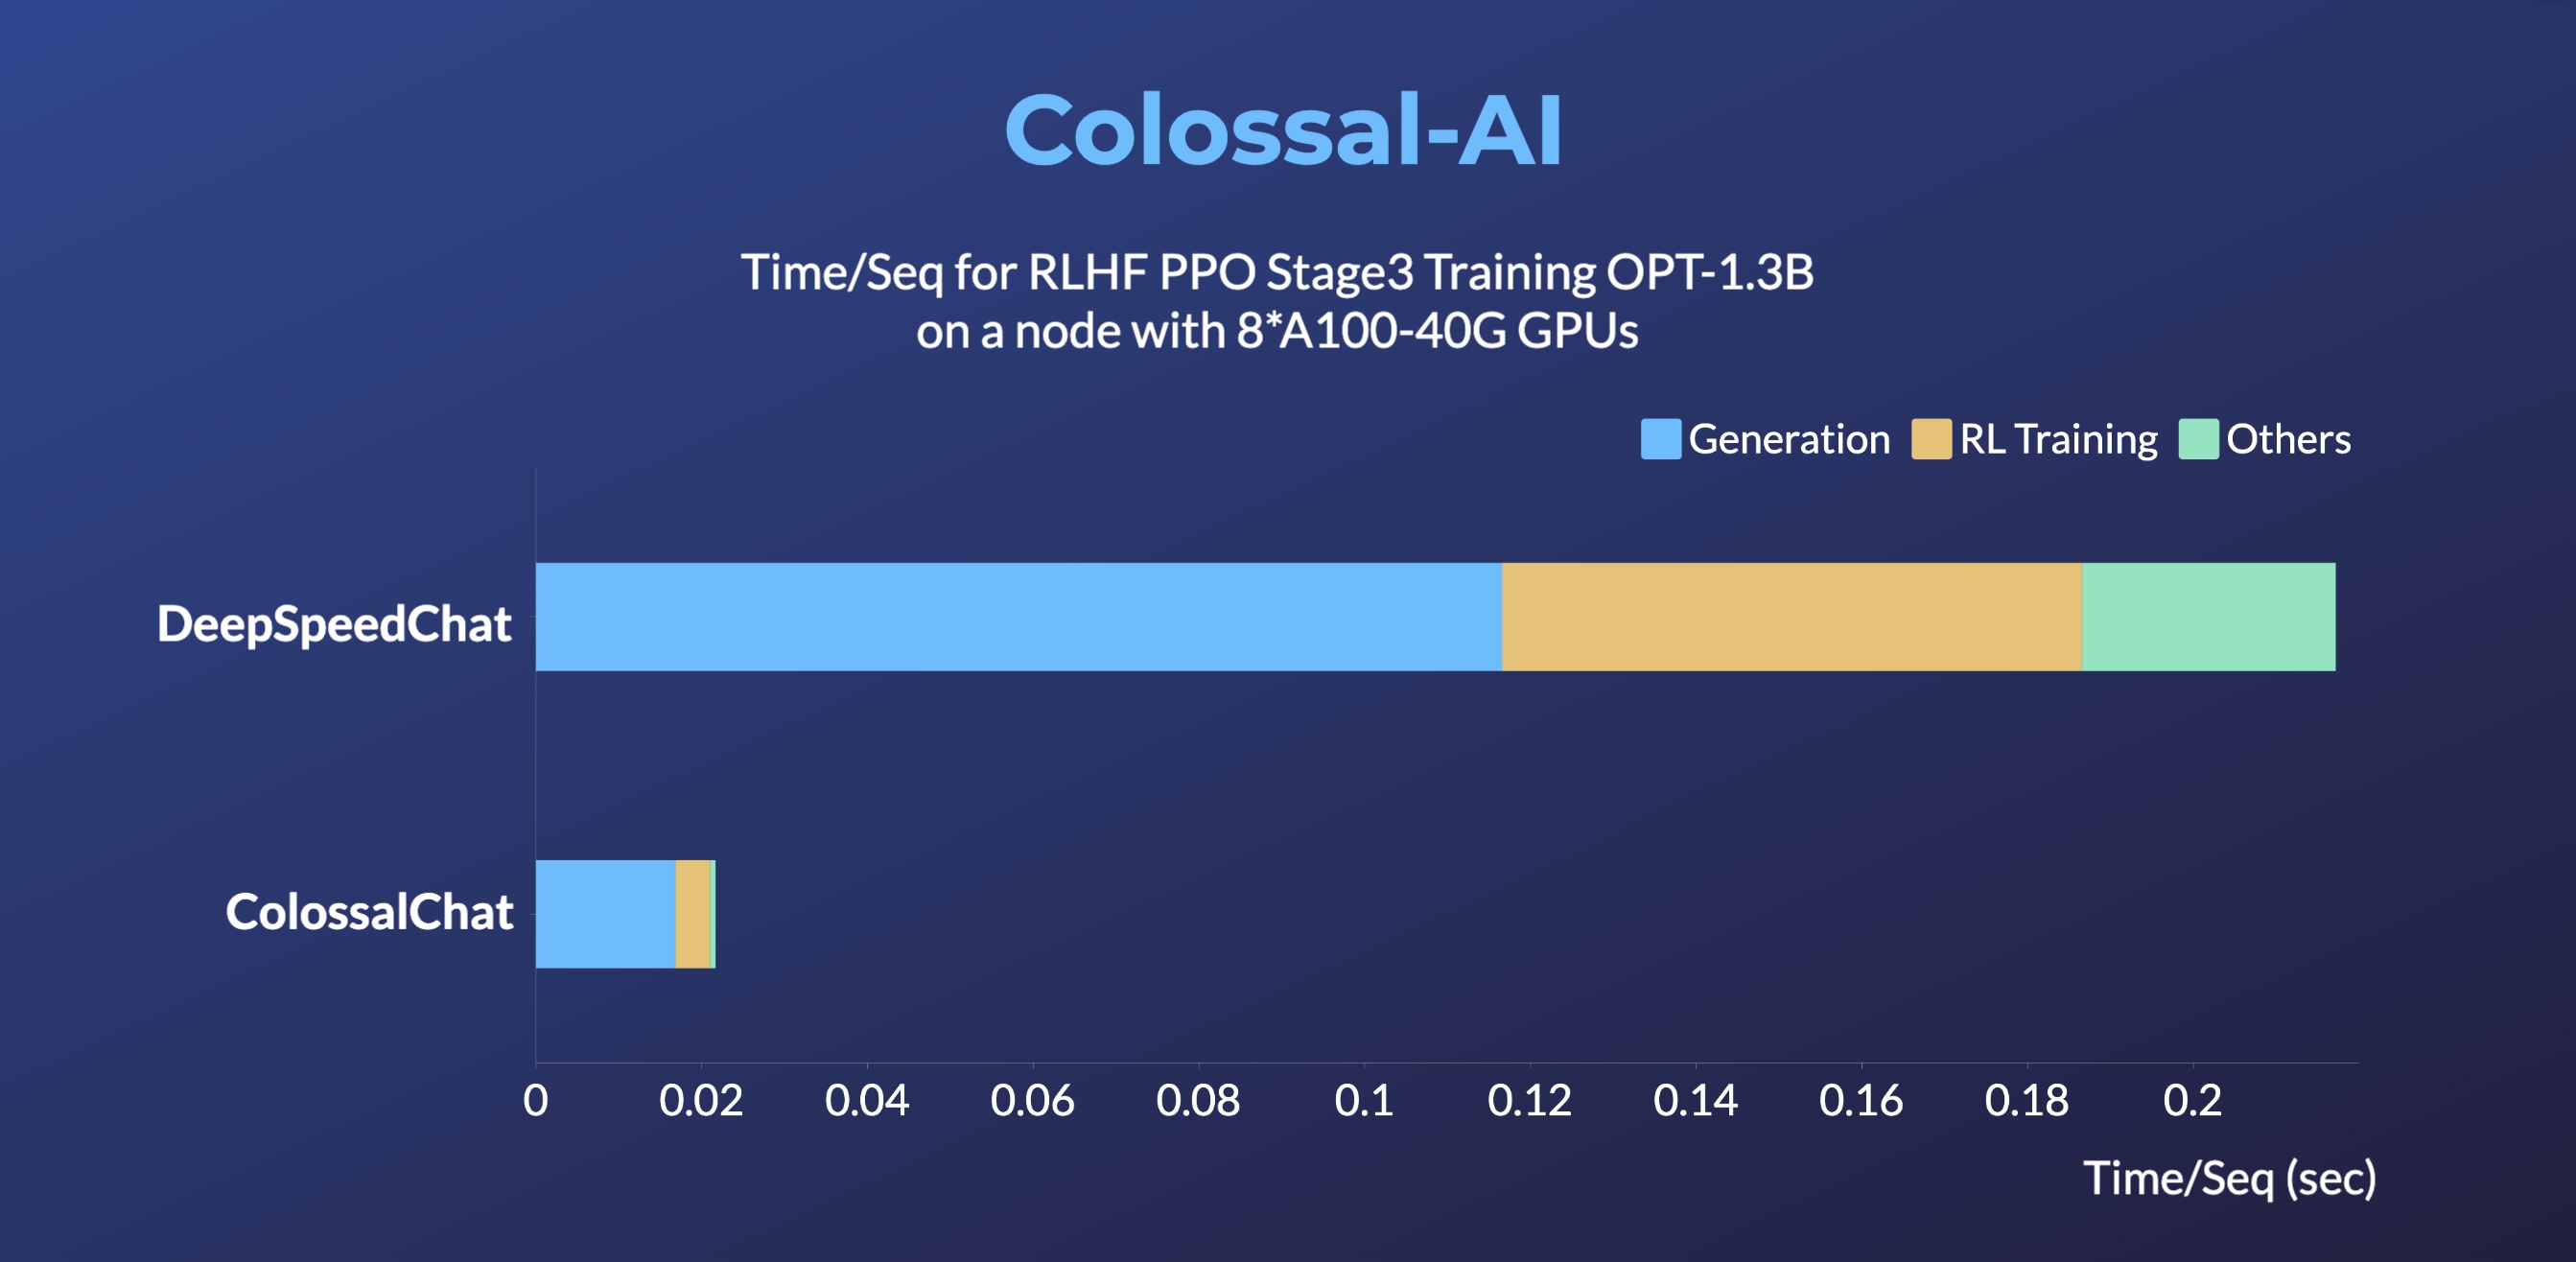 Colossal-AI
Time/Seq for RLHF PPO Stage3 Training OPT-1.3B
on a node with 8*A100-40G GPUs
Generation RL Training Others
DeepSpeedChat
ColossalChat
0 0.02 0.04 0.06 0.08 0.1 0.12 0.14 0.16 0.18 0.2
Time/Seq (sec)